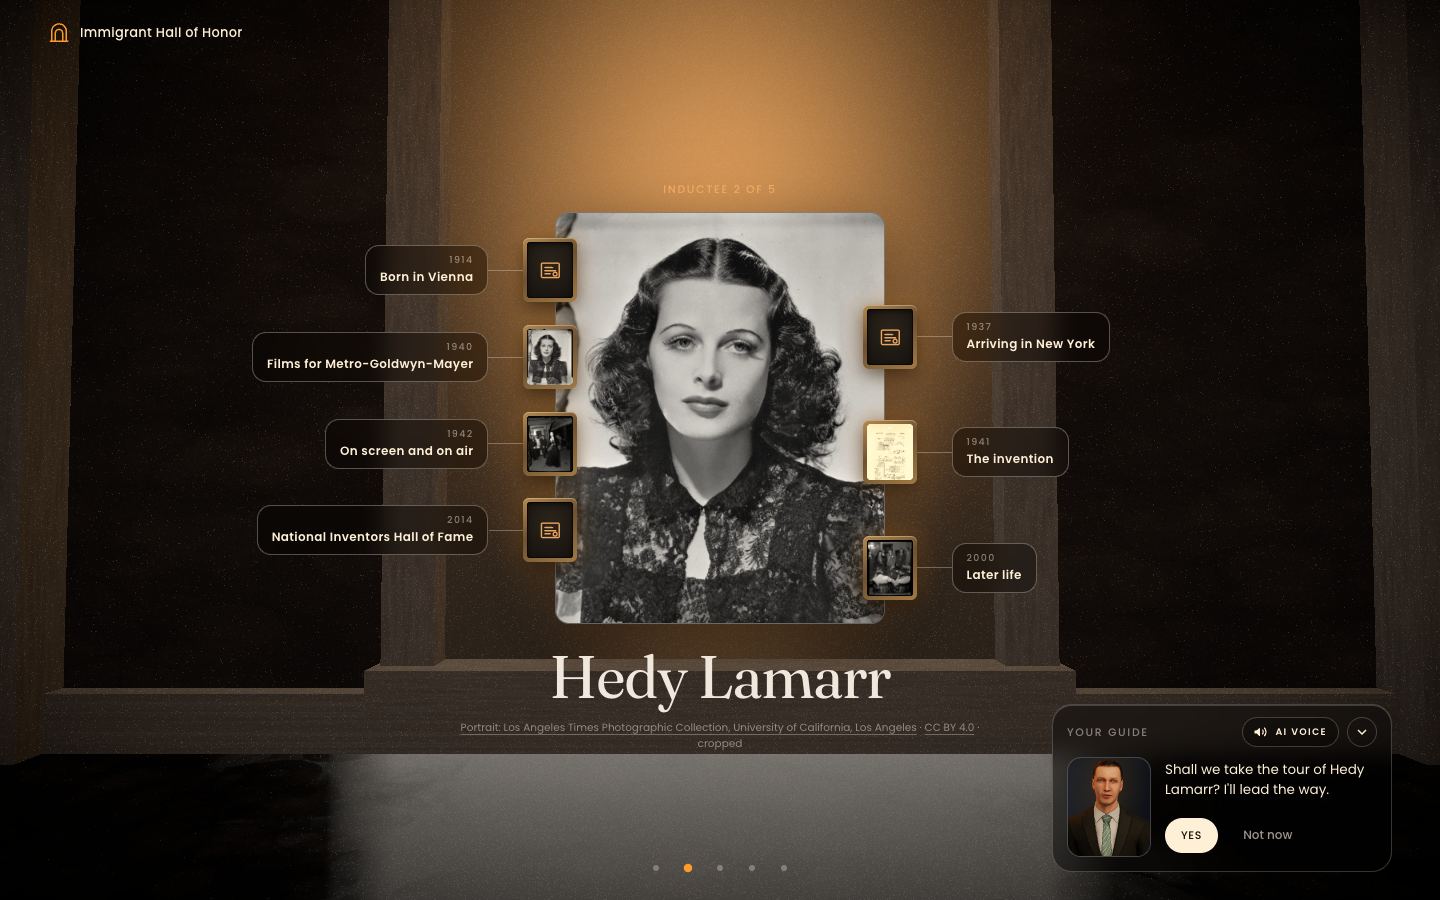 Immigrant Hall of Honor
INDUCTEE 2 OF 5
1914
Born in Vienna
1940
Films for Metro-Goldwyn-Mayer
1942
On screen and on air
2014
National Inventors Hall of Fame
1937
Arriving in New York
1941
The invention
2000
Later life
Hedy Lamarr
Portrait: Los Angeles Times Photographic Collection, University of California, Los Angeles · CC BY 4.0 ·
cropped
YOUR GUIDE
AI VOICE
Shall we take the tour of Hedy
Lamarr? I'll lead the way.
YES
Not now